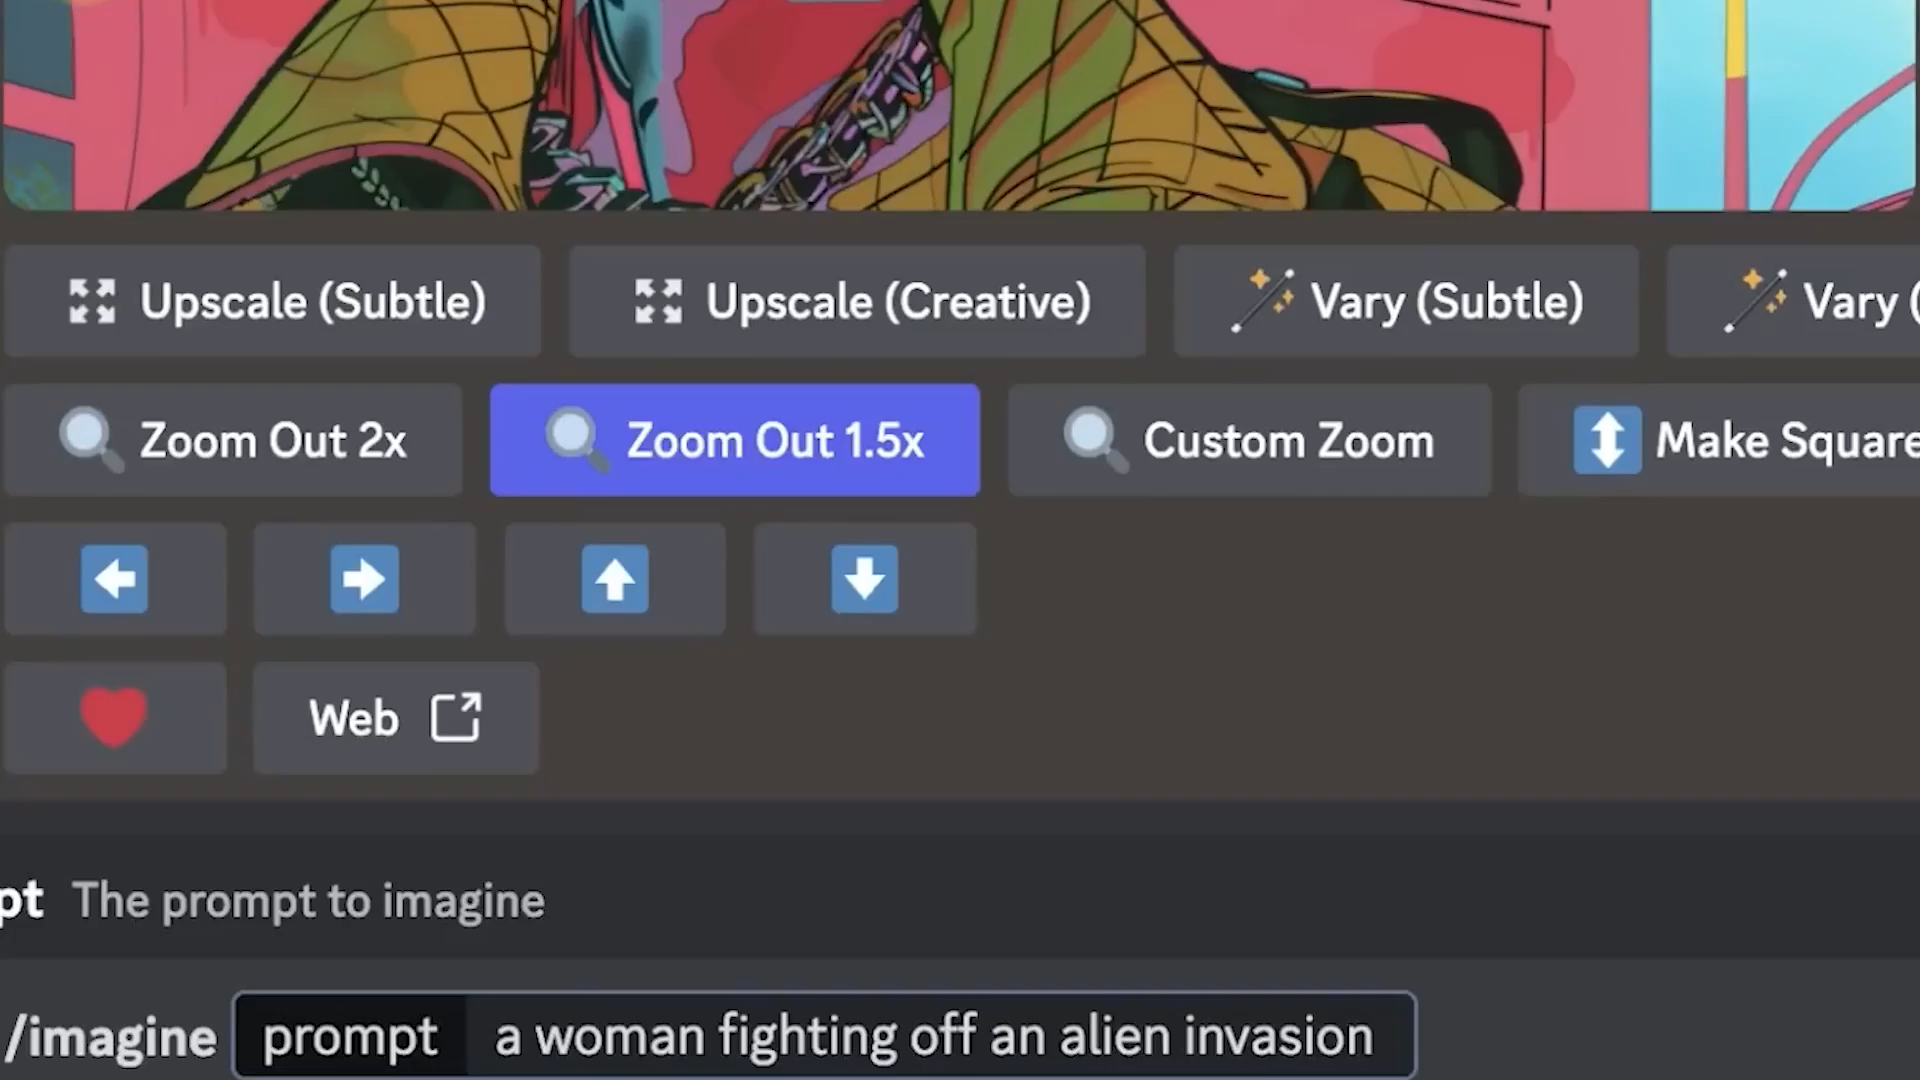 Upscale (Subtle) Upscale (Creative) Vary (Subtle) Vary (
Zoom Out 2x Zoom Out 1.5x Custom Zoom Make Square
Web
pt The prompt to imagine
/imagine prompt a woman fighting off an alien invasion